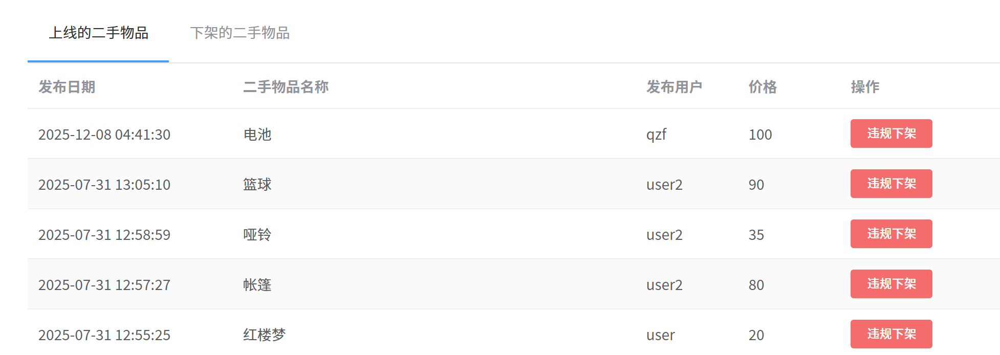 上线的二手物品 下架的二手物品
发布日期 二手物品名称 发布用户 价格 操作
2025-12-08 04:41:30 电池 qzf 100 违规下架
2025-07-31 13:05:10 篮球 user2 90 违规下架
2025-07-31 12:58:59 哑铃 user2 35 违规下架
2025-07-31 12:57:27 帐篷 user2 80 违规下架
2025-07-31 12:55:25 红楼梦 user 20 违规下架